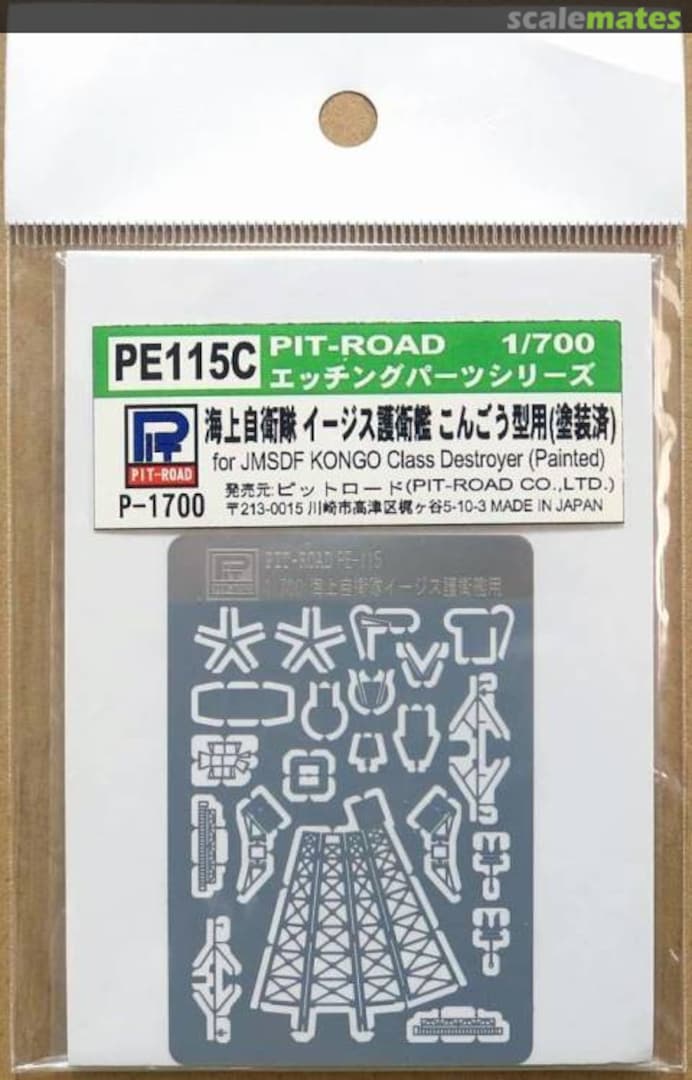 scalemates
PE115C
PIT-ROAD 1/700
エッチングパーツシリーズ
PIT
PIT-ROAD
P-1700
海上自衛隊 イージス護衛艦 こんごう型用(塗装済)
for JMSDF KONGO Class Destroyer (Painted)
発売元:ピットロード(PIT-ROAD CO.,LTD.)
〒213-0015 川崎市高津区梶ヶ谷5-10-3 MADE IN JAPAN
PIT-ROAD PE-115
1/700 海上自衛隊イージス護衛艦用